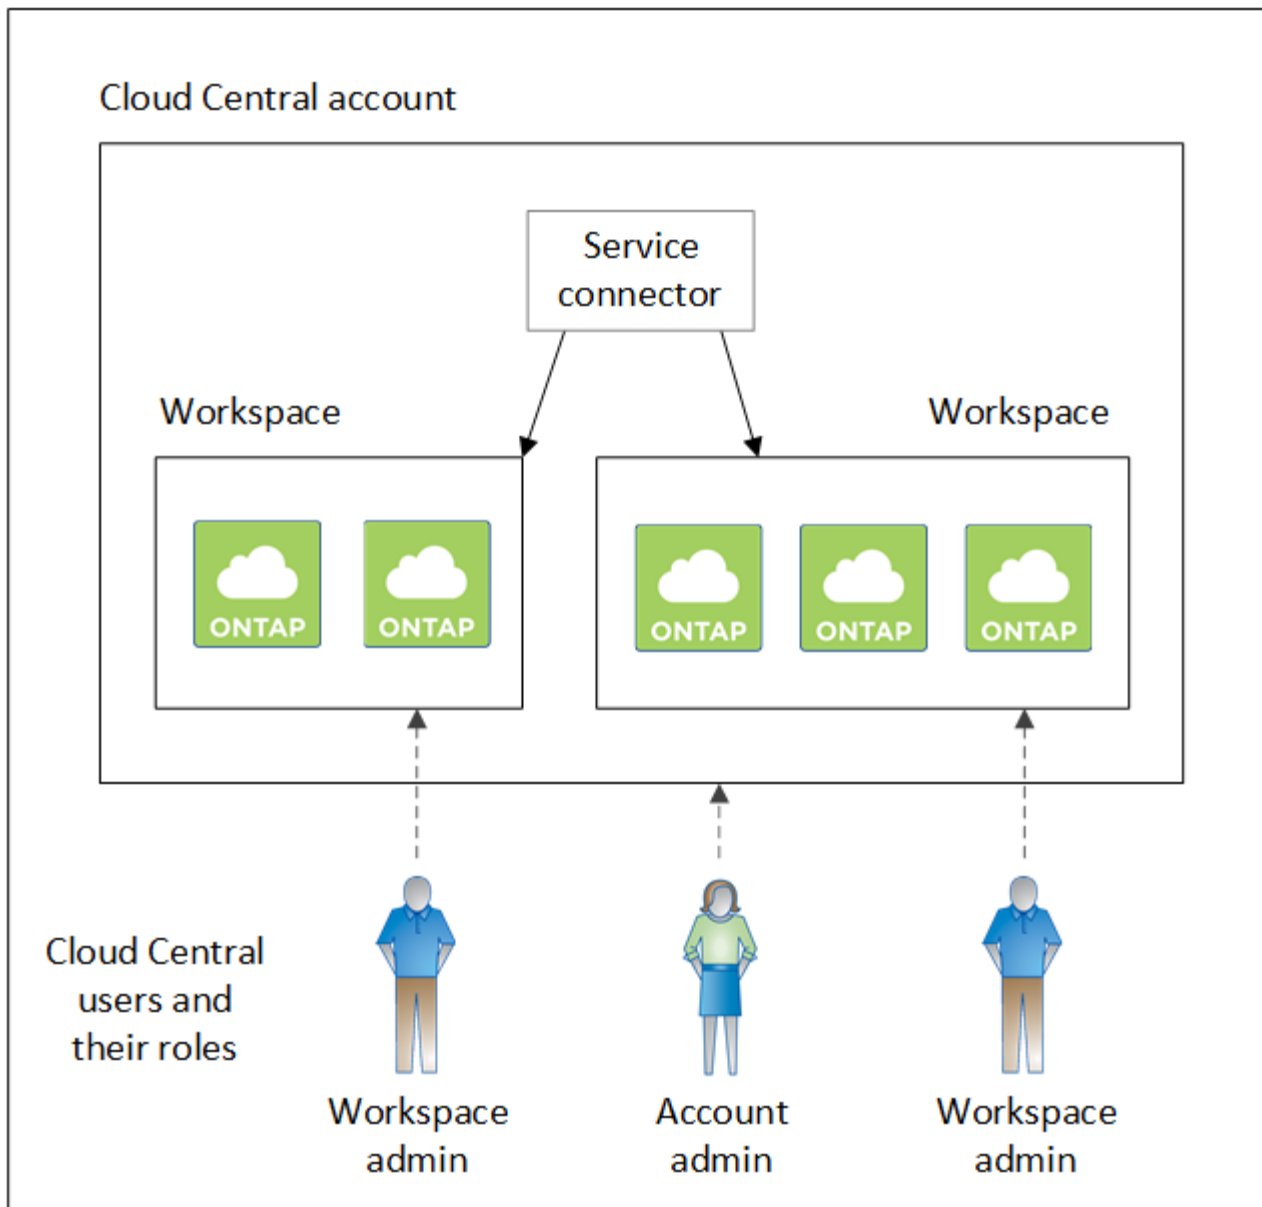 Cloud Central account
Service
connector
Workspace
Workspace
ONTAP
ONTAP
ONTAP
ONTAP
ONTAP
Cloud Central
users and
their roles
Workspace
admin
Account
admin
Workspace
admin